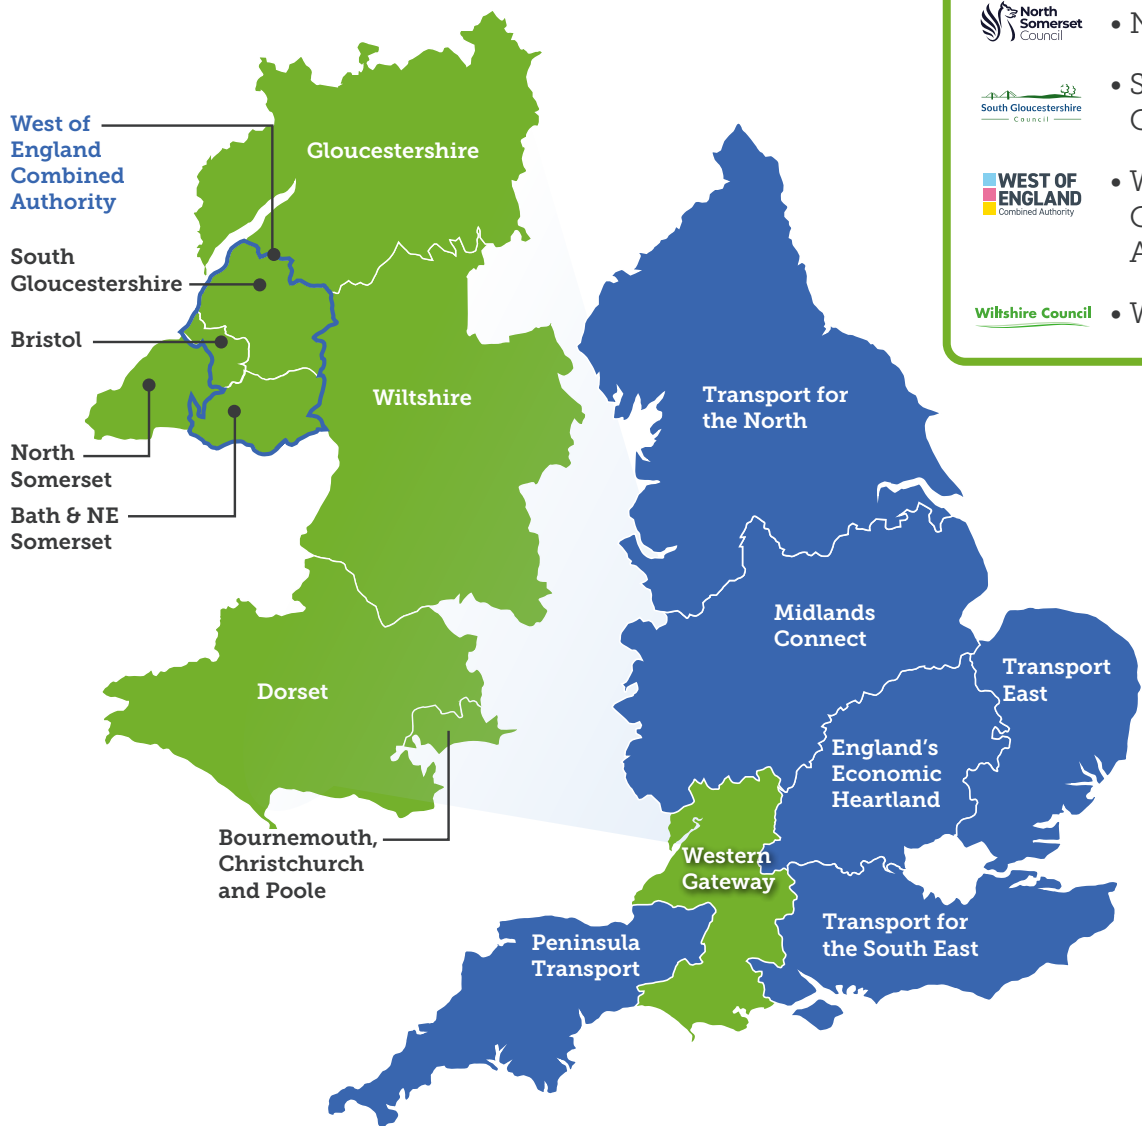 North
Somerset
Council
• N
South Gloucestershire
Council
• S
C
WEST OF
ENGLAND
Combined Authority
• W
C
A
Wiltshire Council
• W
West of
England
Combined
Authority
Gloucestershire
South
Gloucestershire
Bristol
Wiltshire
North
Somerset
Bath & NE
Somerset
Dorset
Bournemouth,
Christchurch
and Poole
Transport for
the North
Midlands
Connect
Transport
East
England’s
Economic
Heartland
Western
Gateway
Transport for
the South East
Peninsula
Transport